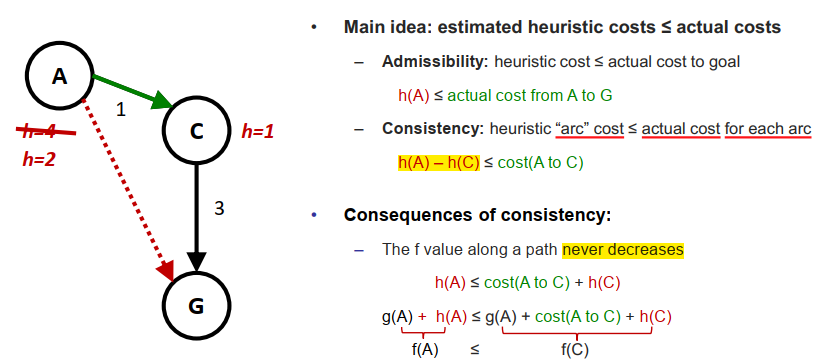 A
1
h=4
h=2
C
h=1
3
G
• Main idea: estimated heuristic costs ≤ actual costs
– Admissibility: heuristic cost ≤ actual cost to goal
h(A) ≤ actual cost from A to G
– Consistency: heuristic “arc” cost ≤ actual cost for each arc
h(A) – h(C) ≤ cost(A to C)
• Consequences of consistency:
– The f value along a path never decreases
h(A) ≤ cost(A to C) + h(C)
g(A) + h(A) ≤ g(A) + cost(A to C) + h(C)
f(A) ≤ f(C)